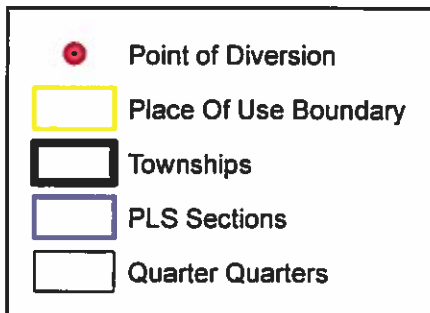 Point of Diversion
Place Of Use Boundary
Townships
PLS Sections
Quarter Quarters